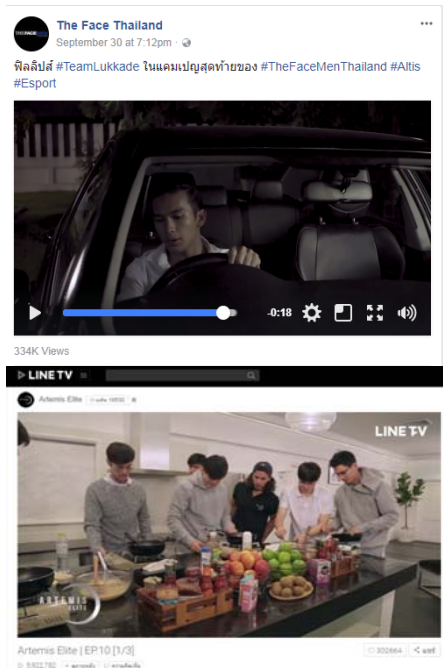 The Face Thailand
September 30 at 7:12pm ·
ฟิลลิปส์ #TeamLukkade ในแคมเปญสุดท้ายของ #TheFaceMenThailand #Altis
#Esport
-0:18
334K Views
LINE TV
Artemis Elite
LINE TV
ARTEMIS
ELITE
Artemis Elite | EP.10 [1/3]
302664